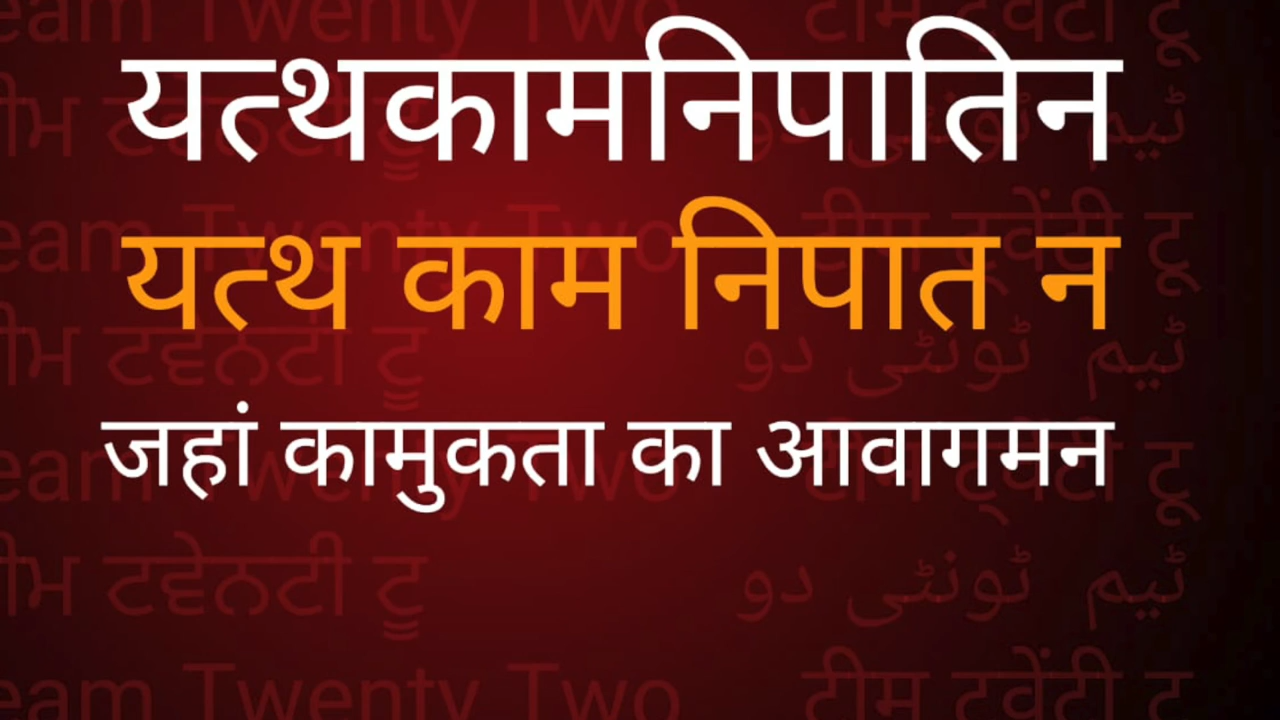 यत्थकामनिपातिन
यत्थ काम निपात न
जहां कामुकता का आवागमन